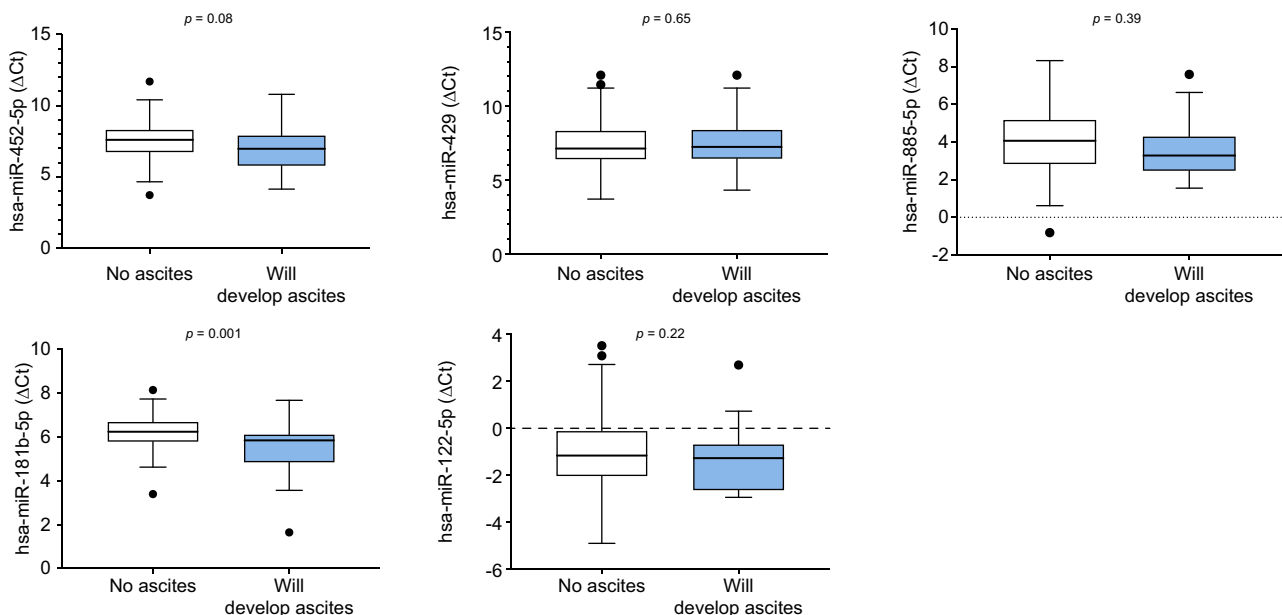 p = 0.08
hsa-miR-452-5p (ΔCt)
15
10
5
0
No ascites
Will
develop ascites
p = 0.65
hsa-miR-429 (ΔCt)
15
10
5
0
No ascites
Will
develop ascites
p = 0.39
hsa-miR-885-5p (ΔCt)
10
8
6
4
2
0
-2
No ascites
Will
develop ascites
p = 0.001
hsa-miR-181b-5p (ΔCt)
10
8
6
4
2
0
No ascites
Will
develop ascites
p = 0.22
hsa-miR-122-5p (ΔCt)
4
2
0
-2
-4
-6
No ascites
Will
develop ascites